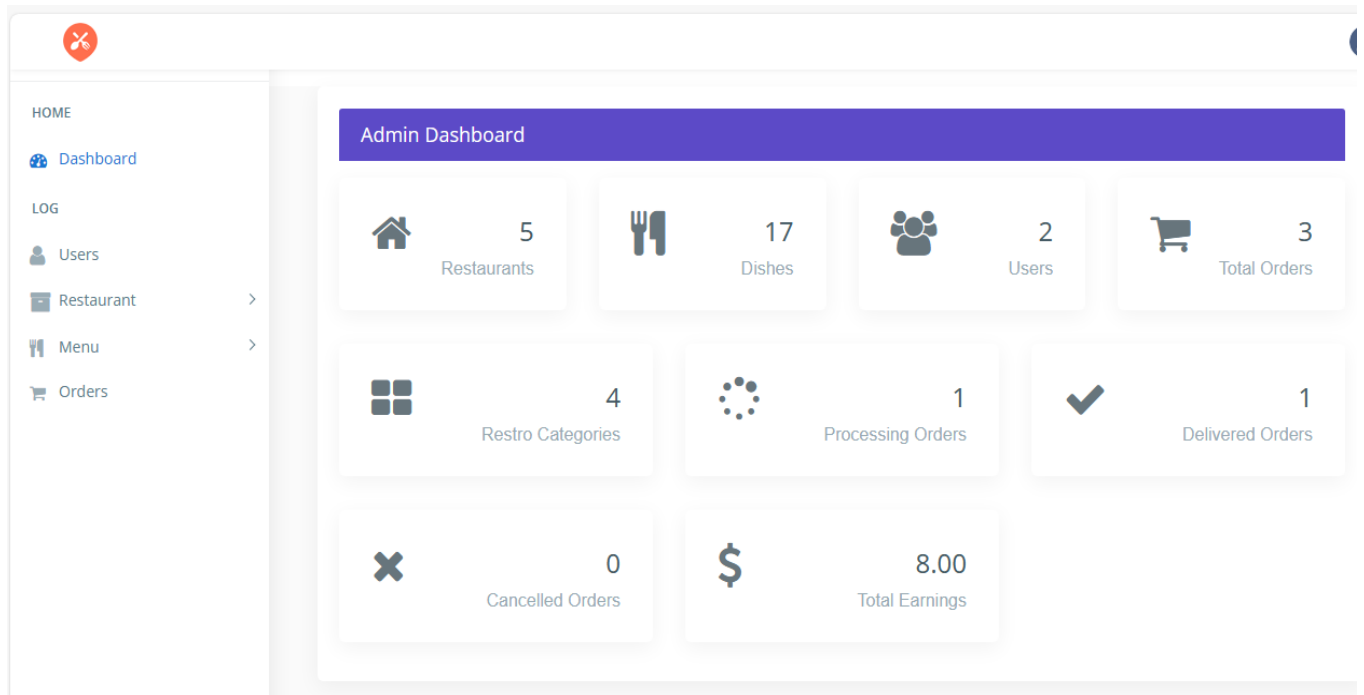 HOME
Dashboard
LOG
Users
Restaurant
Menu
Orders
Admin Dashboard
5
Restaurants
17
Dishes
2
Users
3
Total Orders
4
Restro Categories
1
Processing Orders
1
Delivered Orders
0
Cancelled Orders
8.00
Total Earnings